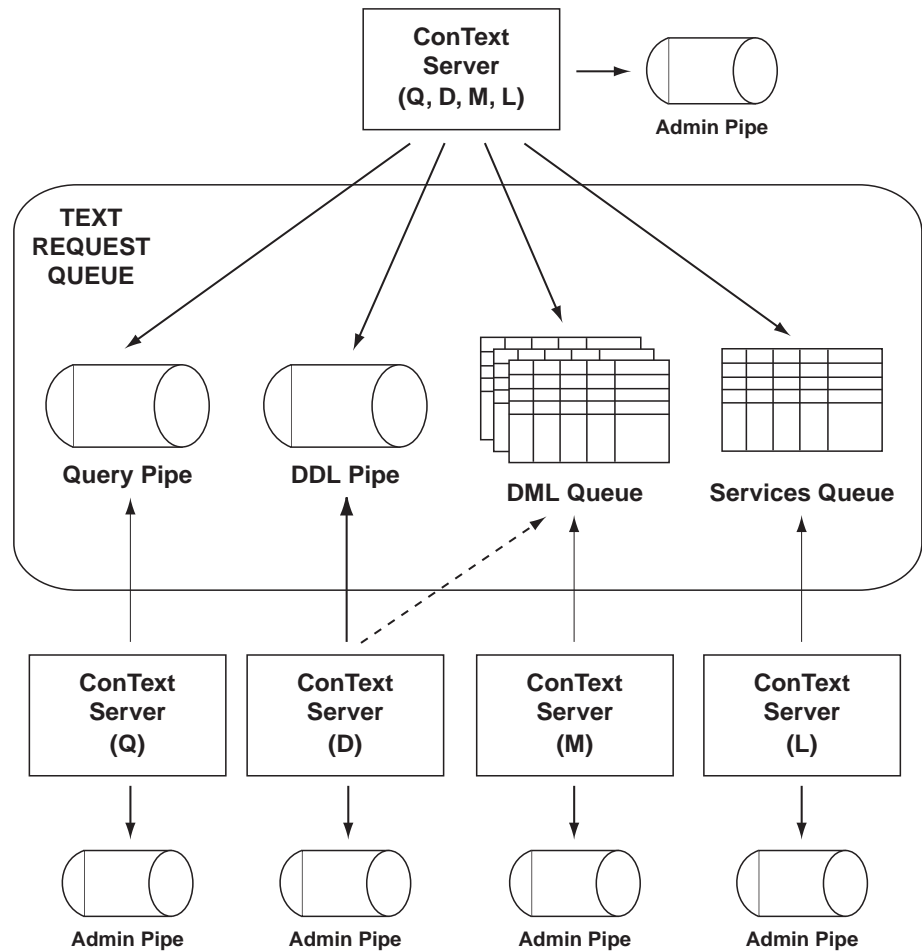 ConText
Server
(Q, D, M, L)
Admin Pipe
TEXT
REQUEST
QUEUE
Query Pipe
DDL Pipe
DML Queue
Services Queue
ConText
Server
(Q)
ConText
Server
(D)
ConText
Server
(M)
ConText
Server
(L)
Admin Pipe
Admin Pipe
Admin Pipe
Admin Pipe